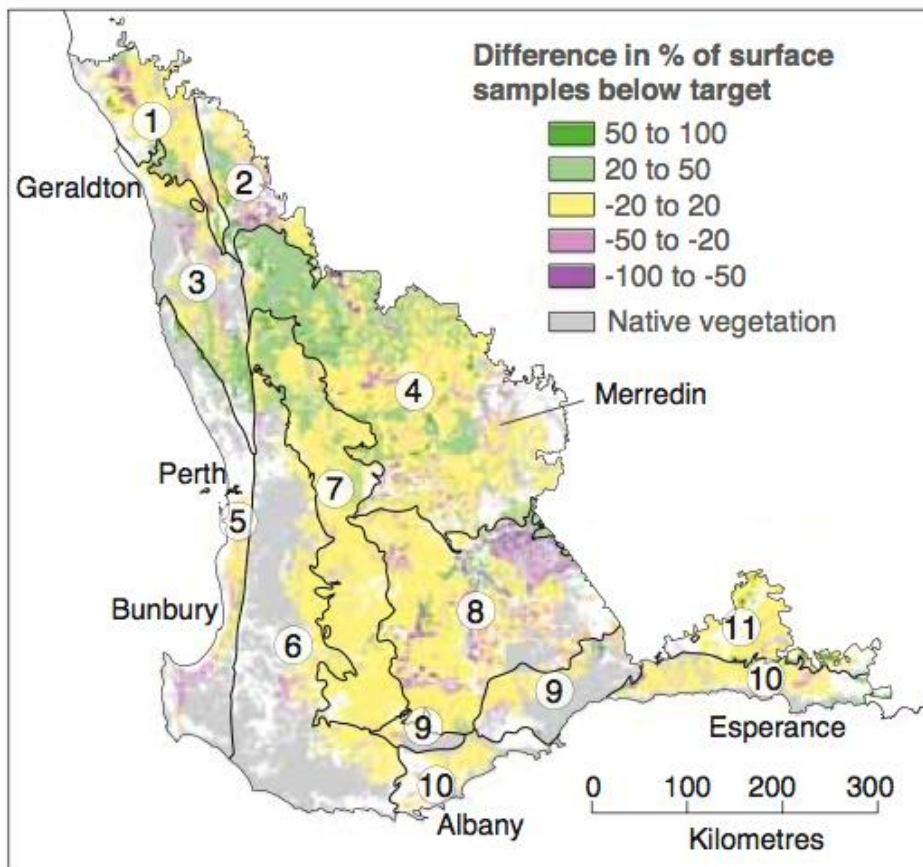 Difference in % of surface
samples below target
50 to 100
20 to 50
-20 to 20
-50 to -20
-100 to -50
Native vegetation
1
Geraldton
2
3
4
Merredin
Perth
7
5
Bunbury
8
6
11
9
10
9
Esperance
10
Albany
0 100 200 300
Kilometres